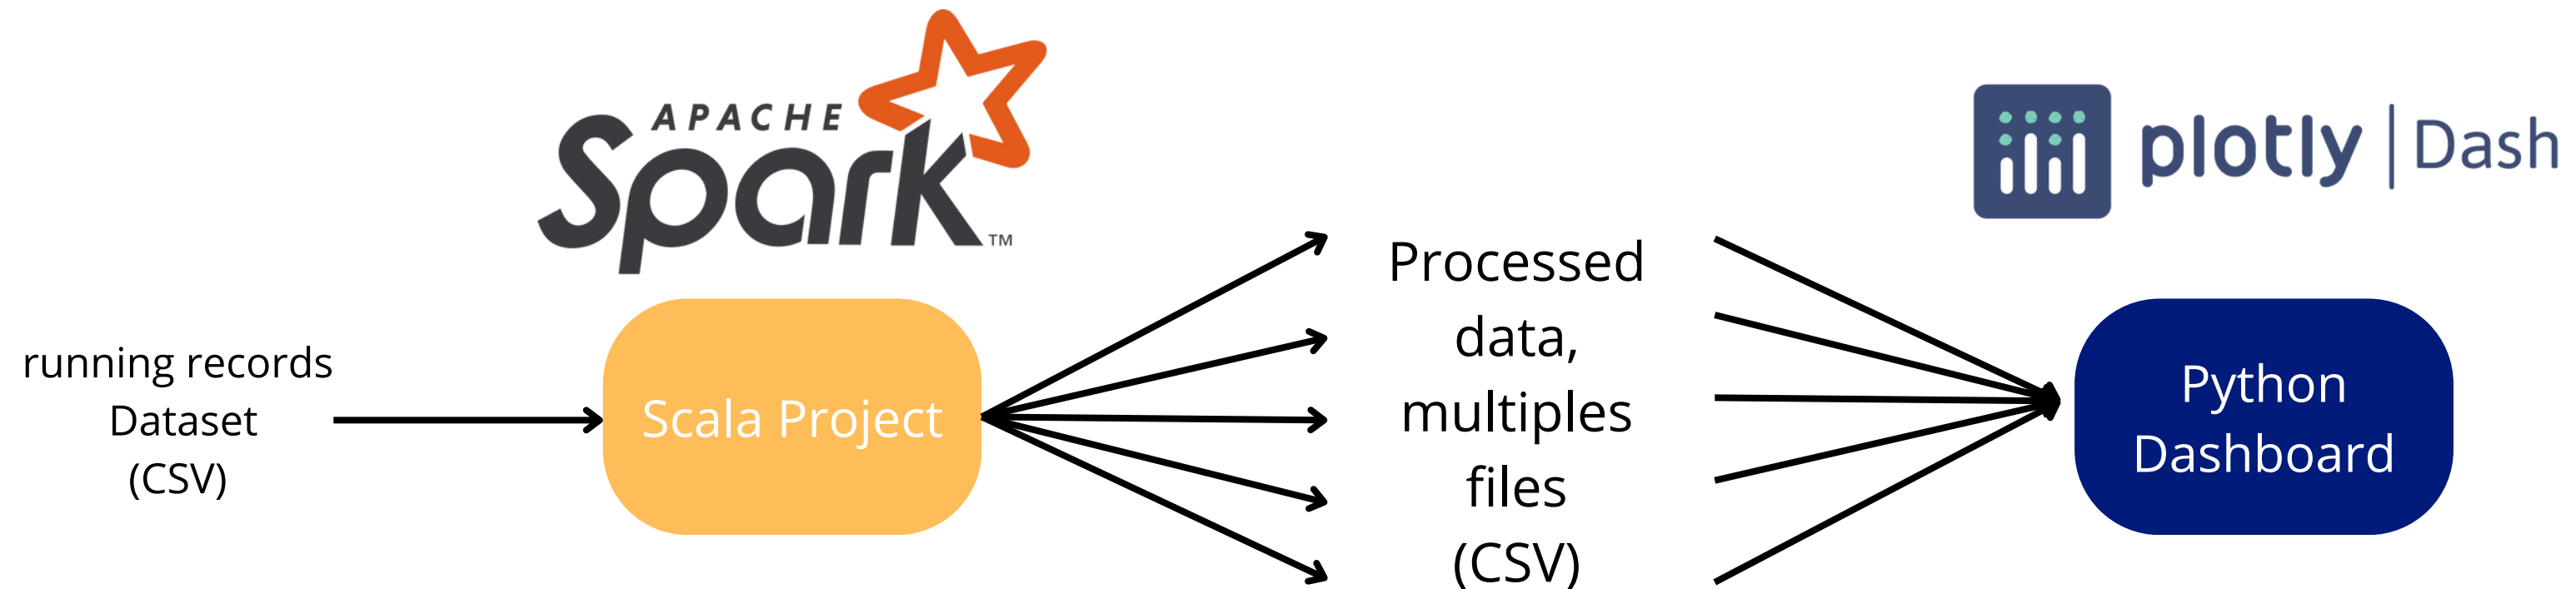 APACHE
Spark
TM
plotly | Dash
running records
Dataset
(CSV)
Scala Project
Processed
data,
multiples
files
(CSV)
Python
Dashboard